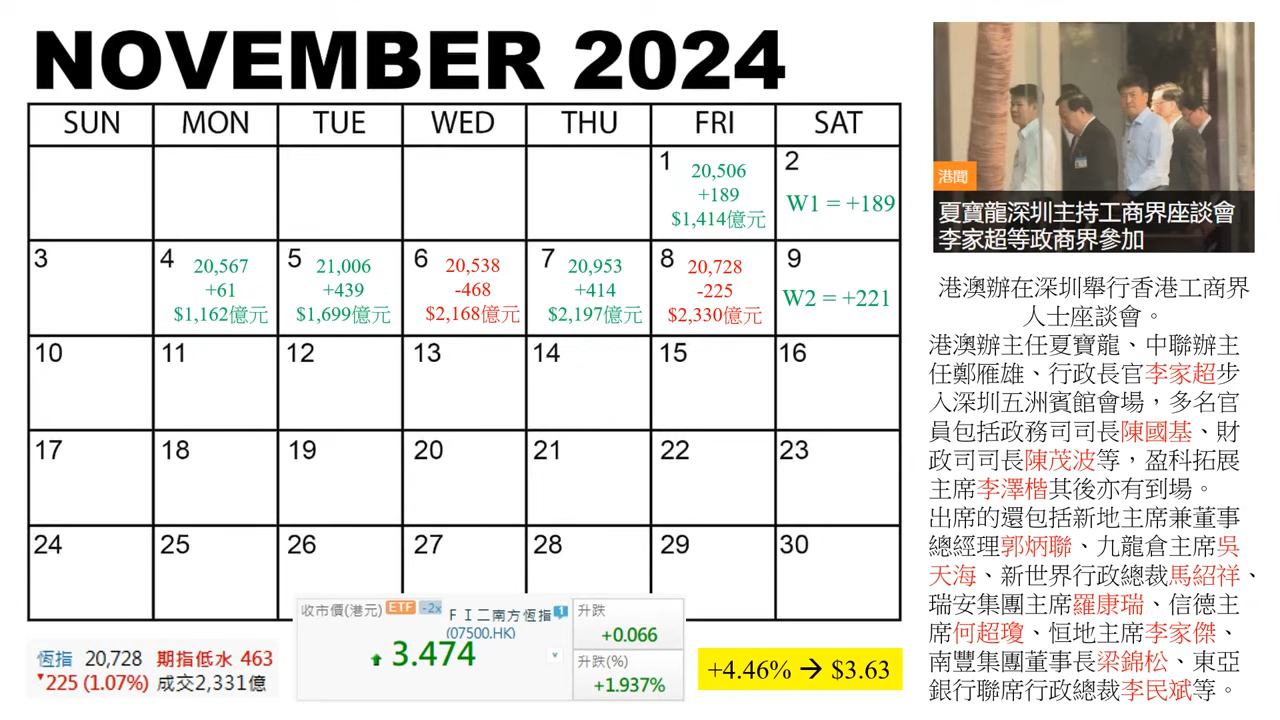 NOVEMBER 2024
SUN MON TUE WED THU FRI SAT
1
20,506
+189
$1,414億元
2
W1 = +189
3
4
20,567
+61
$1,162億元
5
21,006
+439
$1,699億元
6
20,538
-468
$2,168億元
7
20,953
+414
$2,197億元
8
20,728
-225
$2,330億元
9
W2 = +221
10 11 12 13 14 15 16
17 18 19 20 21 22 23
24 25 26 27 28 29 30
恆指 20,728 期指低水 463
▼225 (1.07%) 成交2,331億
收市價(港元) ETF -2x ＦＩ二南方恆指 1
(07500.HK)
3.474
升跌
+0.066
升跌(%)
+1.937%
+4.46% → $3.63
港聞
夏寶龍深圳主持工商界座談會
李家超等政商界參加
港澳辦在深圳舉行香港工商界
人士座談會。
港澳辦主任夏寶龍、中聯辦主
任鄭雁雄、行政長官李家超步
入深圳五洲賓館會場，多名官
員包括政務司司長陳國基、財
政司司長陳茂波等，盈科拓展
主席李澤楷其後亦有到場。
出席的還包括新地主席兼董事
總經理郭炳聯、九龍倉主席吳
天海、新世界行政總裁馬紹祥、
瑞安集團主席羅康瑞、信德主
席何超瓊、恒地主席李家傑、
南豐集團董事長梁錦松、東亞
銀行聯席行政總裁李民斌等。